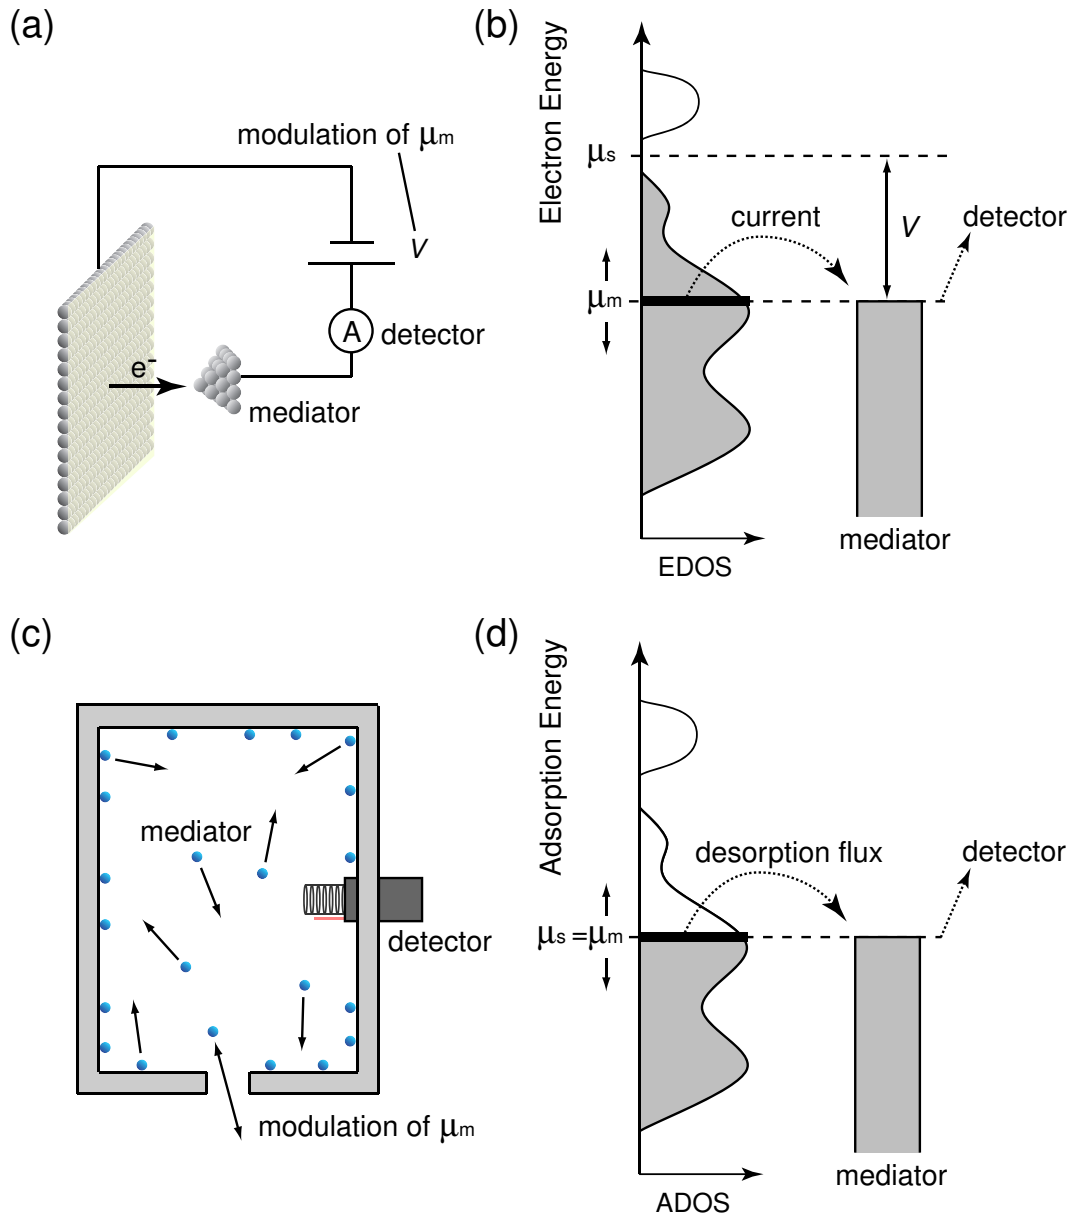 (a)
modulation of μm
V
A
detector
e-
mediator
(b)
Electron Energy
μs
current
V
detector
μm
mediator
EDOS
(c)
mediator
detector
modulation of μm
(d)
Adsorption Energy
desorption flux
detector
μs = μm
mediator
ADOS